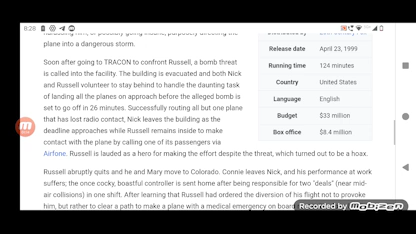 8:28
plane into a dangerous storm.
Release date April 23, 1999
Soon after going to TRACON to confront Russell, a bomb threat
Running time 124 minutes
is called into the facility. The building is evacuated and both Nick
and Russell volunteer to stay behind to handle the daunting task
Country United States
of landing all the planes on approach before the alleged bomb is
Language English
set to go off in 26 minutes. Successfully routing all but one plane
that has lost radio contact, Nick leaves the building as the
Budget $33 million
deadline approaches while Russell remains inside to make
Box office $8.4 million
contact with the plane by calling one of its passengers via
Airfone. Russell is lauded as a hero for making the effort despite the threat, which turned out to be a hoax.
Russell abruptly quits and he and Mary move to Colorado. Connie leaves Nick, and his performance at work
suffers; the once cocky, boastful controller is sent home after being responsible for two "deals" (near mid-
air collisions) in one shift. After learning that Russell had ordered the diversion of his flight not to provoke
him, but rather to clear a path to make a plane with a medical emergency on board
Recorded by Mobizen